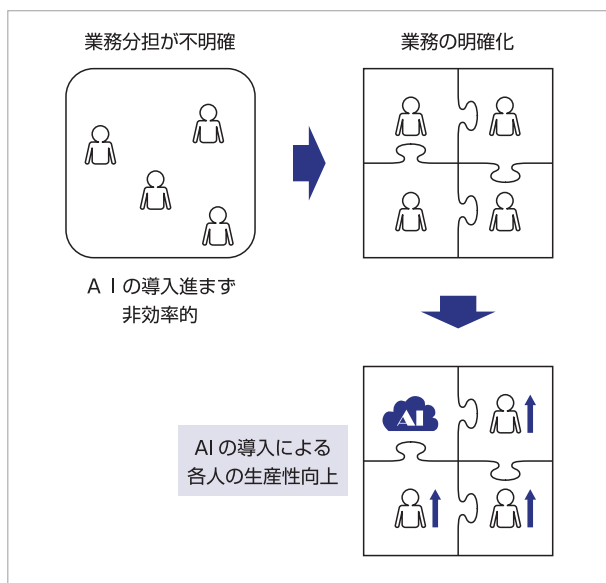 業務分担が不明確
業務の明確化
ＡＩの導入進まず
非効率的
AI
AIの導入による
各人の生産性向上